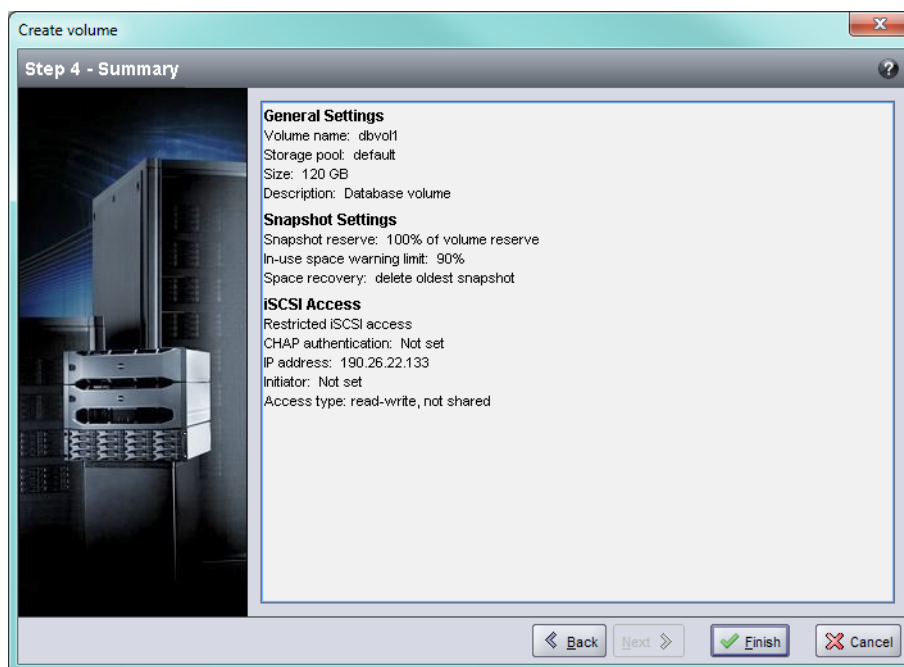 Create volume
Step 4 - Summary
?
General Settings
Volume name: dbvol1
Storage pool: default
Size: 120 GB
Description: Database volume
Snapshot Settings
Snapshot reserve: 100% of volume reserve
In-use space warning limit: 90%
Space recovery: delete oldest snapshot
iSCSI Access
Restricted iSCSI access
CHAP authentication: Not set
IP address: 190.26.22.133
Initiator: Not set
Access type: read-write, not shared
Back Next Finish Cancel